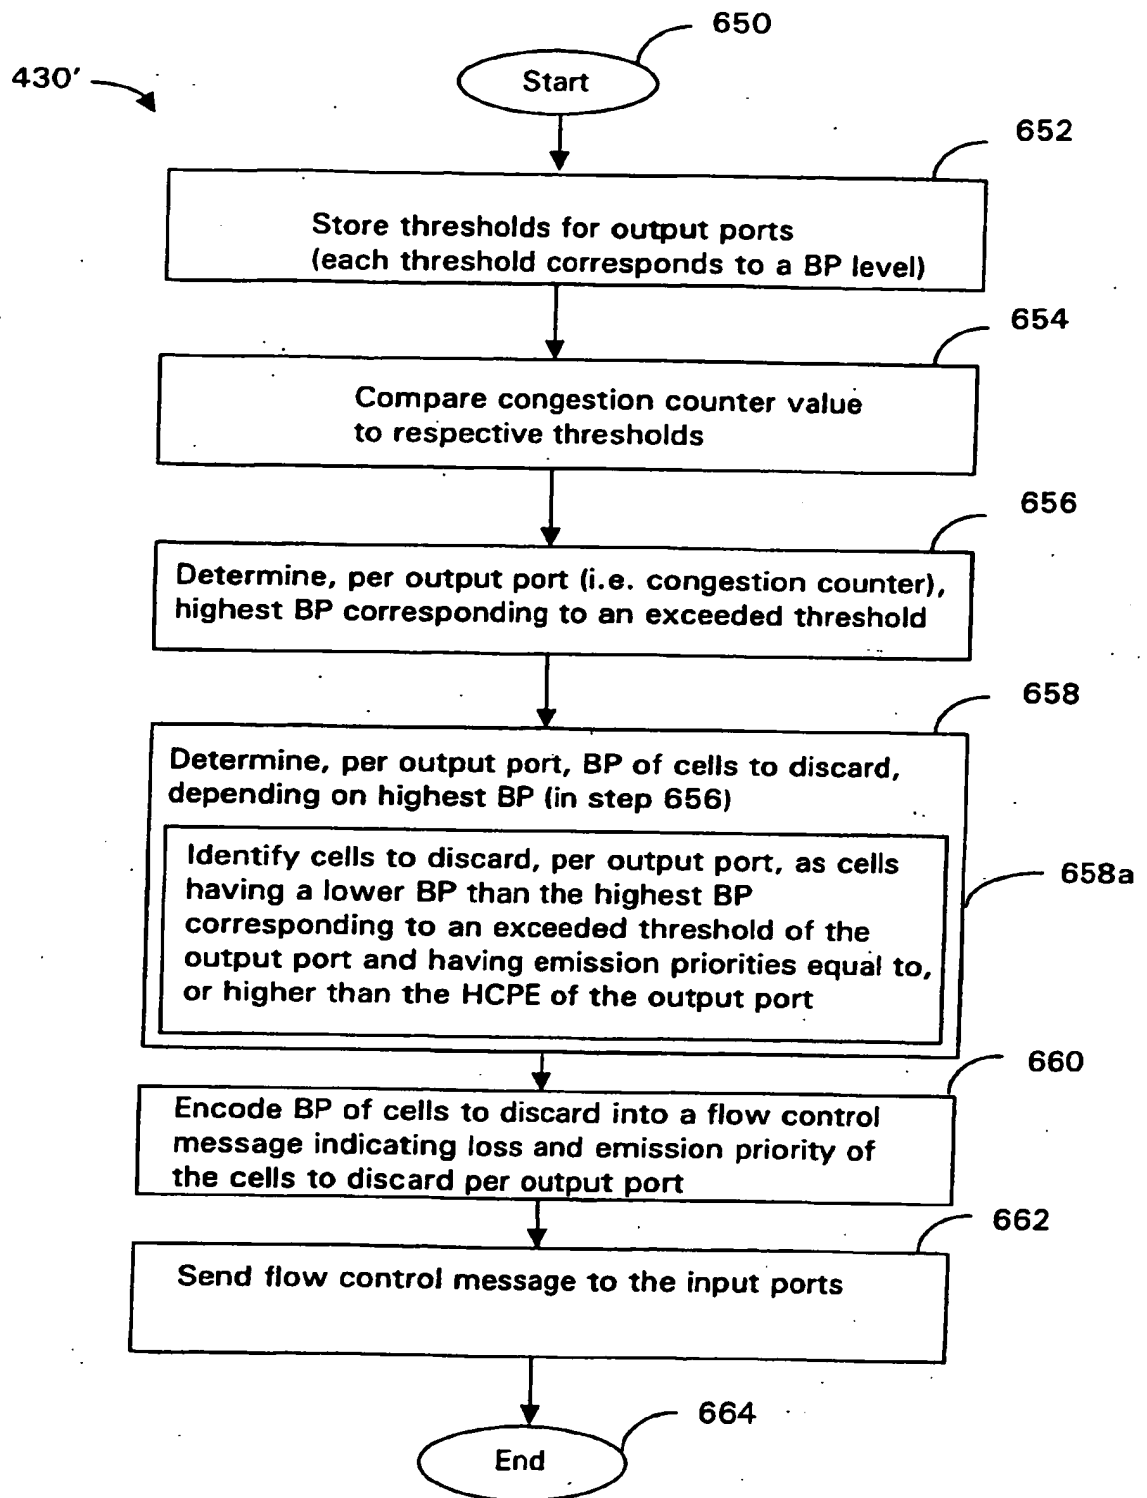 650
430'
Start
652
Store thresholds for output ports
(each threshold corresponds to a BP level)
654
Compare congestion counter value
to respective thresholds
656
Determine, per output port (i.e. congestion counter),
highest BP corresponding to an exceeded threshold
658
Determine, per output port, BP of cells to discard,
depending on highest BP (in step 656)
Identify cells to discard, per output port, as cells
having a lower BP than the highest BP
corresponding to an exceeded threshold of the
output port and having emission priorities equal to,
or higher than the HCPE of the output port
658a
660
Encode BP of cells to discard into a flow control
message indicating loss and emission priority of
the cells to discard per output port
662
Send flow control message to the input ports
664
End